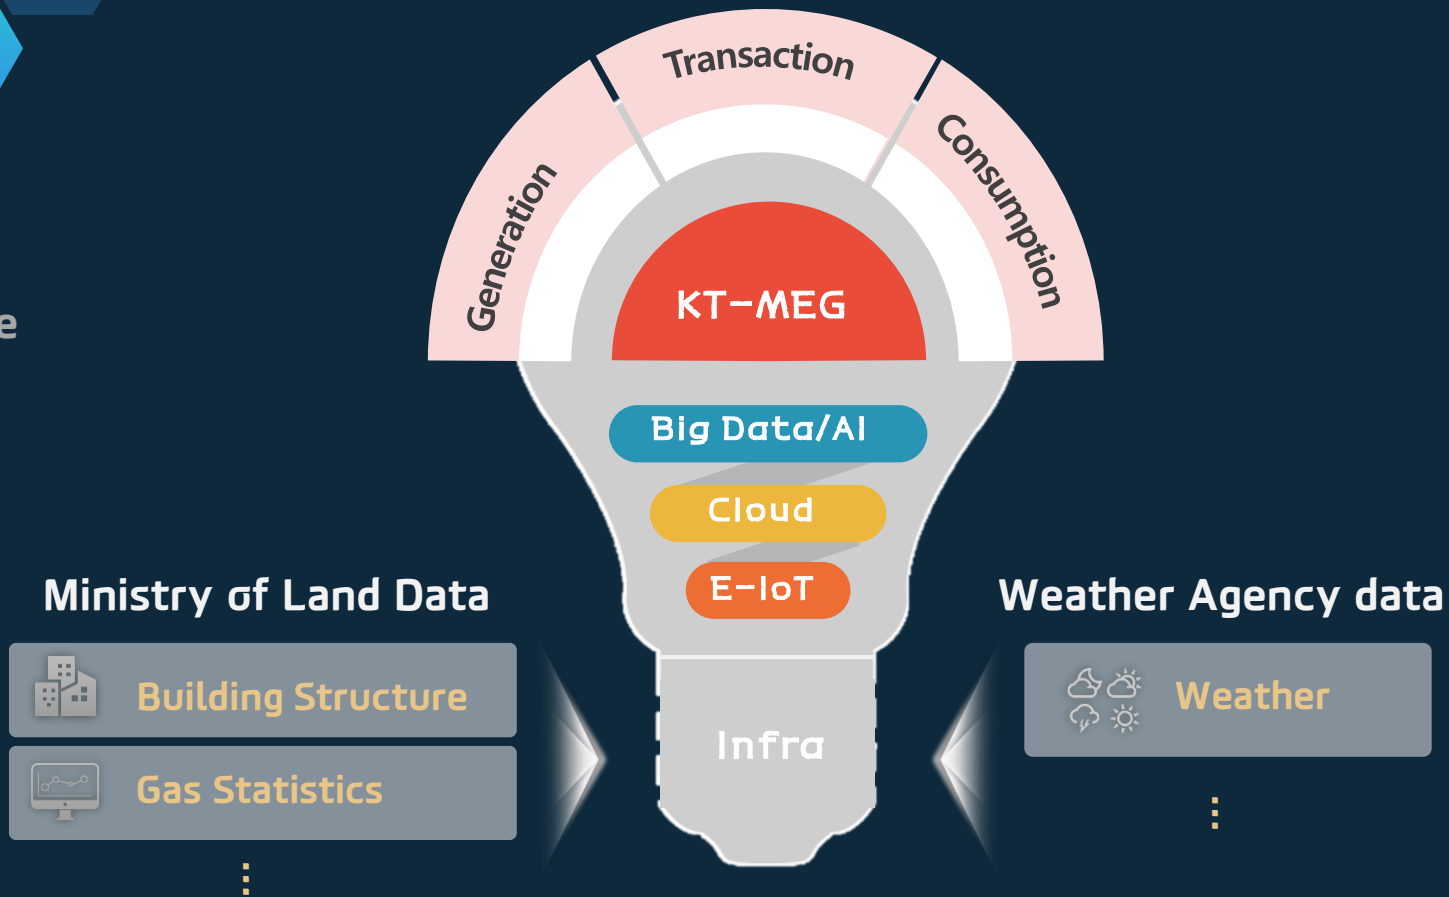 Transaction
Generation
Consumption
e
KT-MEG
Big Data/AI
Cloud
E-IoT
Infra
Ministry of Land Data
Building Structure
Gas Statistics
⋮
Weather Agency data
Weather
⋮